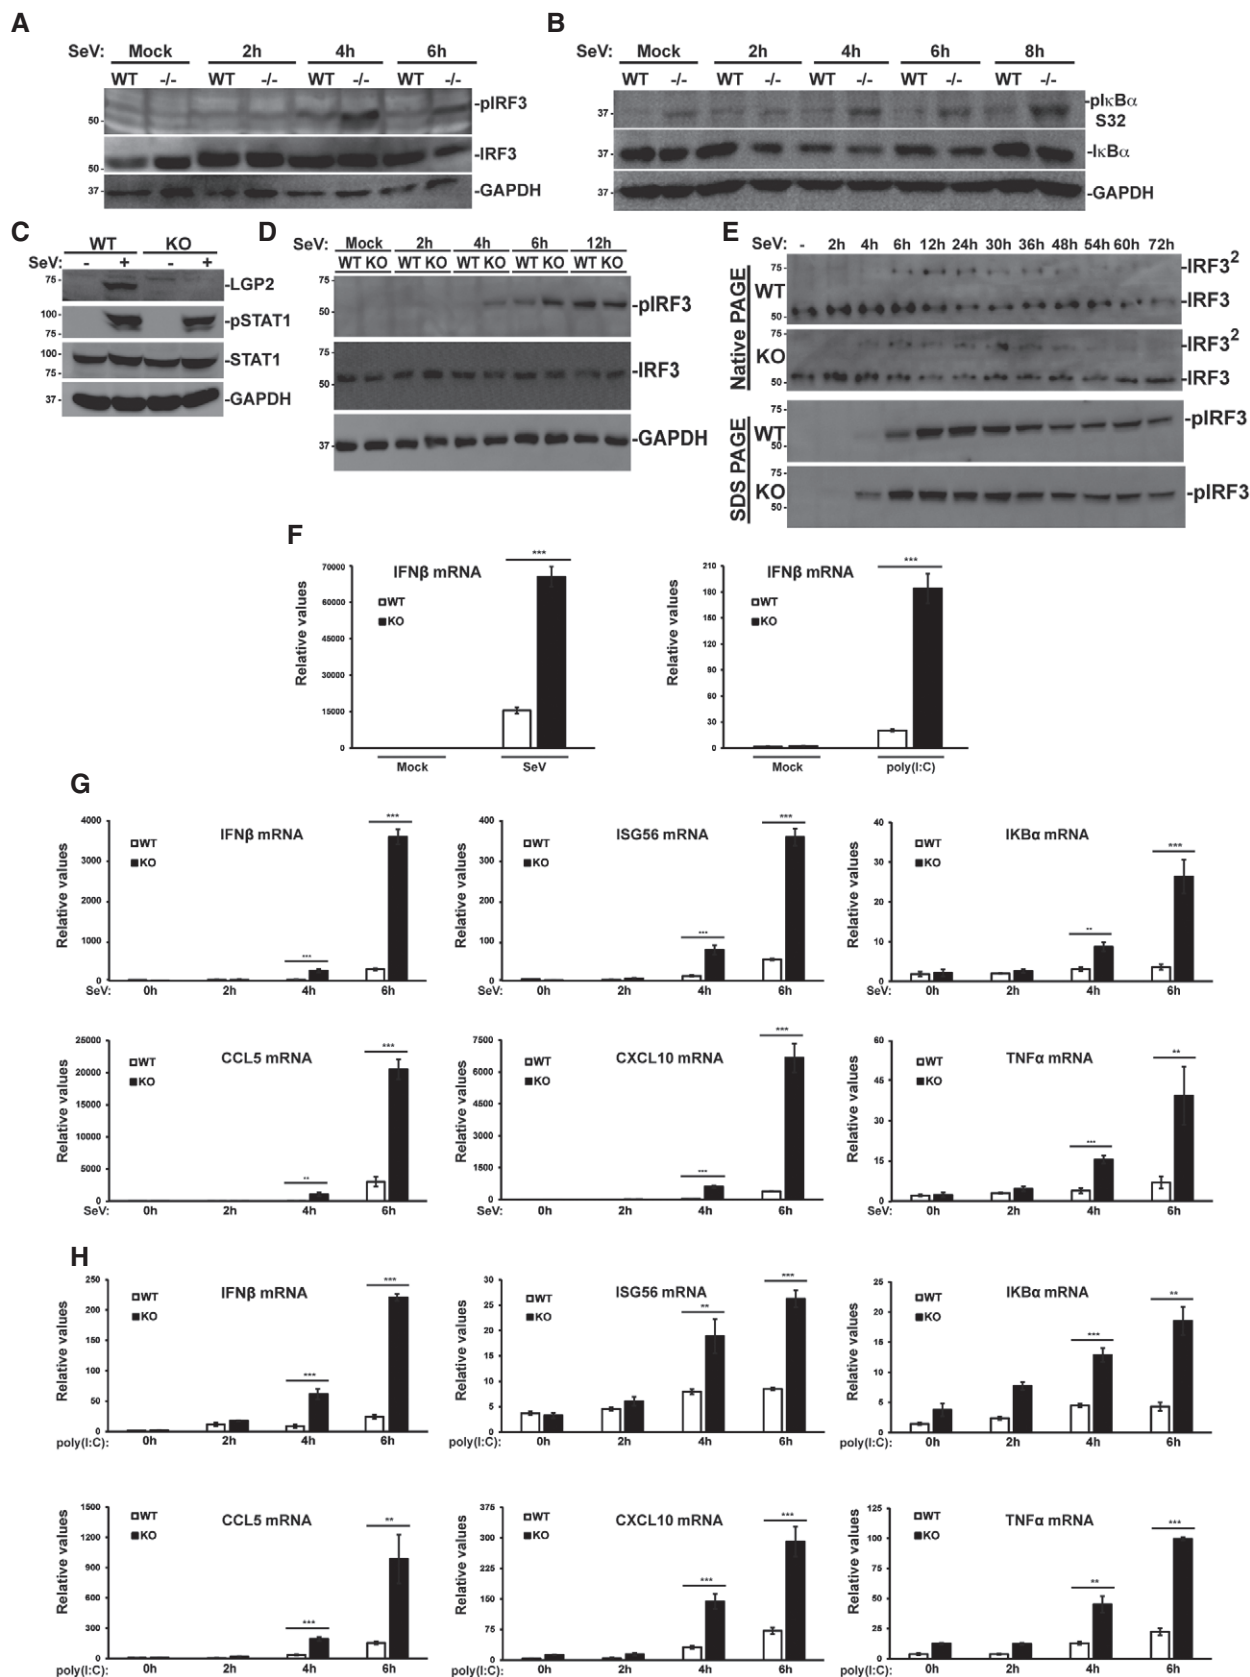 A
SeV: Mock 2h 4h 6h
WT -/- WT -/- WT -/- WT -/-
-pIRF3
50-
-IRF3
50-
37- -GAPDH
B
SeV: Mock 2h 4h 6h 8h
WT -/- WT -/- WT -/- WT -/- WT -/-
-pIκBα
37- S32
37- -IκBα
37- -GAPDH
C
WT KO
SeV: - + - +
75- -LGP2
100- -pSTAT1
75-
100- -STAT1
75-
37- -GAPDH
D
SeV: Mock 2h 4h 6h 12h
WT KO WT KO WT KO WT KO WT KO
75-
-pIRF3
50-
75-
-IRF3
50-
37- -GAPDH
E
SeV: - 2h 4h 6h 12h 24h 30h 36h 48h 54h 60h 72h
Native PAGE
WT
75- -IRF3²
50- -IRF3
KO
75- -IRF3²
50- -IRF3
SDS PAGE
WT
75- -pIRF3
50-
KO
75-
-pIRF3
50-
F
IFNβ mRNA
WT
KO
***
Relative values
70000
60000
45000
30000
15000
0
Mock SeV
IFNβ mRNA
WT
KO
***
Relative values
210
180
150
120
90
60
30
0
Mock poly(I:C)
G
IFNβ mRNA
WT
KO
*** ***
Relative values
4000
3000
2000
1000
0
SeV: 0h 2h 4h 6h
ISG56 mRNA
WT
KO
*** ***
Relative values
400
300
200
100
0
SeV: 0h 2h 4h 6h
IKBα mRNA
WT
KO
** ***
Relative values
40
30
20
10
0
SeV: 0h 2h 4h 6h
CCL5 mRNA
WT
KO
** ***
Relative values
25000
20000
15000
10000
5000
0
SeV: 0h 2h 4h 6h
CXCL10 mRNA
WT
KO
*** ***
Relative values
7500
6000
4500
3000
1500
0
SeV: 0h 2h 4h 6h
TNFα mRNA
WT
KO
*** **
Relative values
60
45
30
15
0
SeV: 0h 2h 4h 6h
H
IFNβ mRNA
WT
KO
*** ***
Relative values
250
200
150
100
50
0
poly(I:C): 0h 2h 4h 6h
ISG56 mRNA
WT
KO
** ***
Relative values
30
25
20
15
10
5
0
poly(I:C): 0h 2h 4h 6h
IKBα mRNA
WT
KO
*** **
Relative values
25
20
15
10
5
0
poly(I:C): 0h 2h 4h 6h
CCL5 mRNA
WT
KO
*** **
Relative values
1500
1200
900
600
300
0
poly(I:C): 0h 2h 4h 6h
CXCL10 mRNA
WT
KO
*** ***
Relative values
375
300
225
150
75
0
poly(I:C): 0h 2h 4h 6h
TNFα mRNA
WT
KO
** ***
Relative values
125
100
75
50
25
0
poly(I:C): 0h 2h 4h 6h